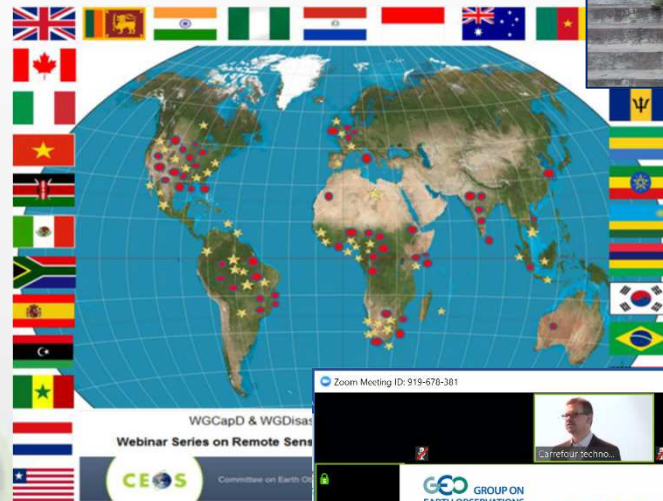 WGCapD & WGDisas
Webinar Series on Remote Sens
CEOS
Committee on Earth Ob
Zoom Meeting ID: 919-678-381
Carrefour techno...
GEO GROUP ON
EARTH OBSERVATIONS